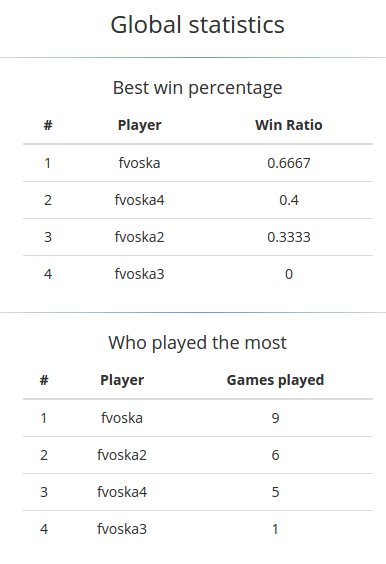 Global statistics
Best win percentage
# Player Win Ratio
1 fvoska 0.6667
2 fvoska4 0.4
3 fvoska2 0.3333
4 fvoska3 0
Who played the most
# Player Games played
1 fvoska 9
2 fvoska2 6
3 fvoska4 5
4 fvoska3 1